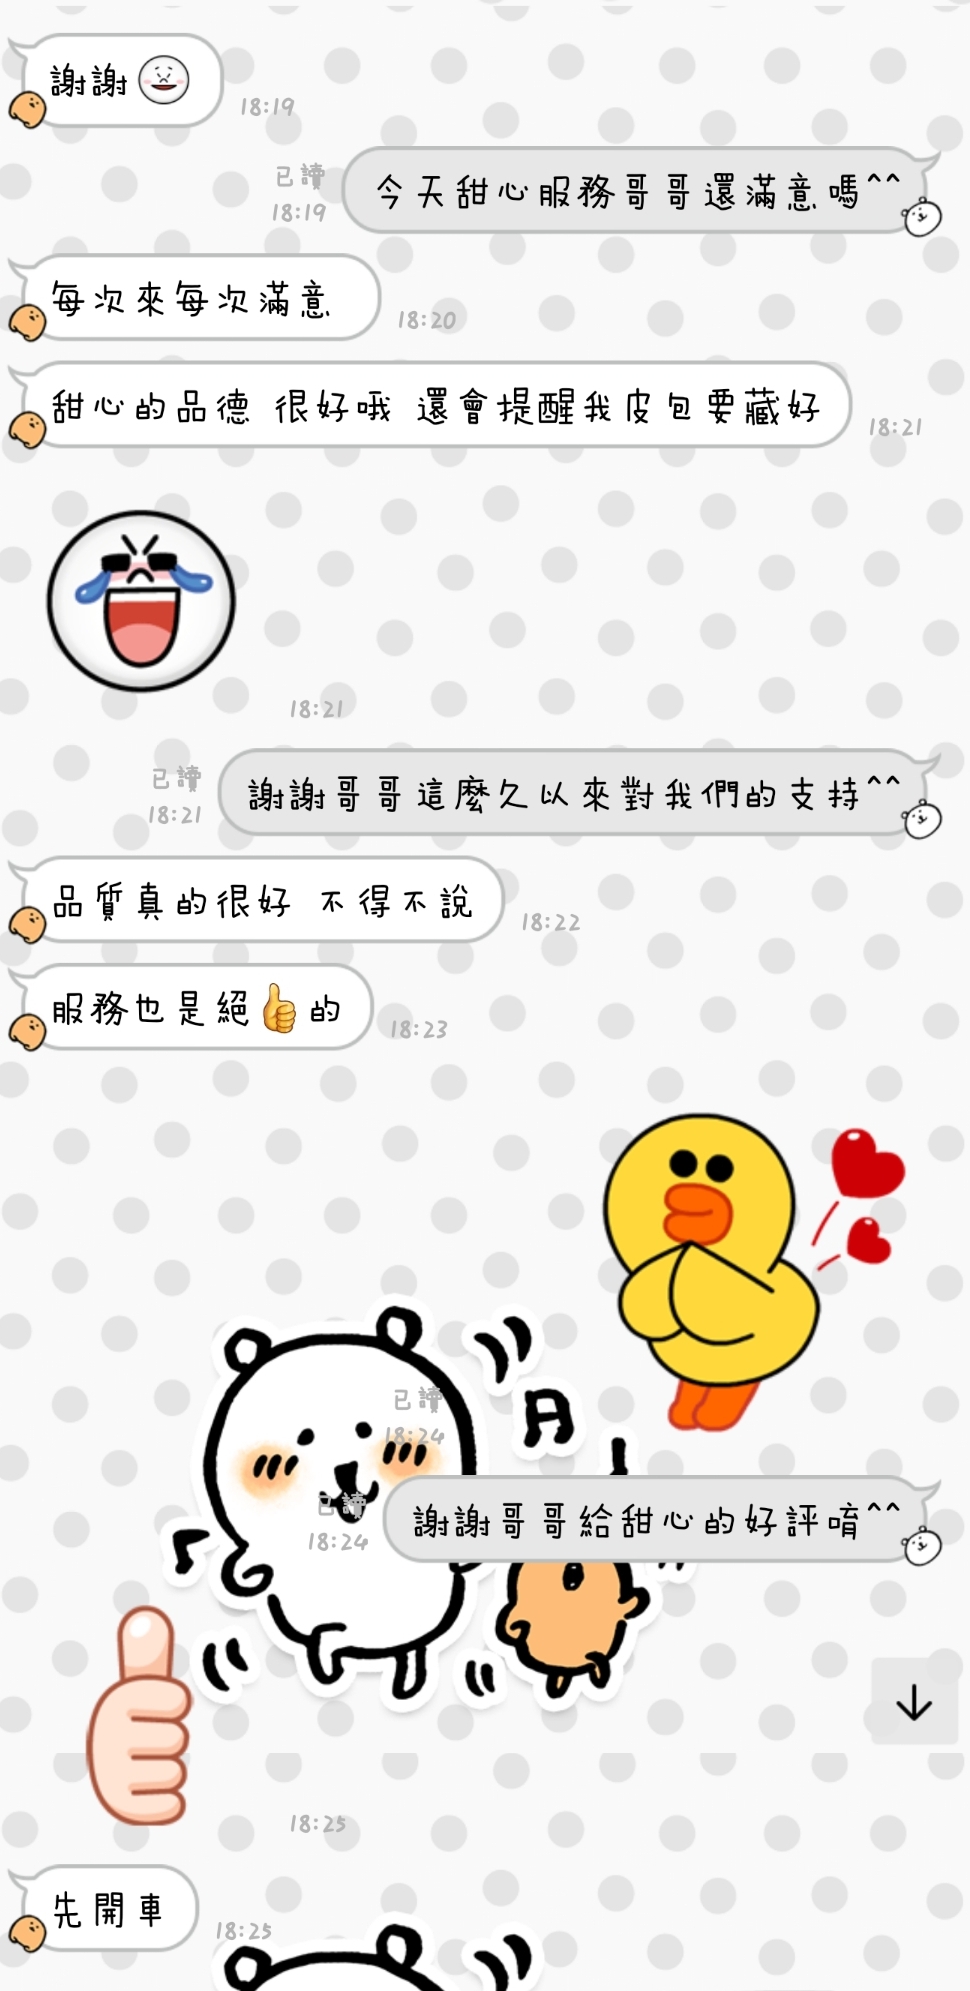 謝謝
18:19
已讀
18:19
今天甜心服務哥哥還滿意嗎^^
每次來每次滿意
18:20
甜心的品德 很好哦 還會提醒我皮包要藏好
18:21
18:21
已讀
18:21
謝謝哥哥這麼久以來對我們的支持^^
品質真的很好 不得不說
18:22
服務也是絕👍的
18:23
已讀
18:24
已讀
18:24
謝謝哥哥給甜心的好評唷^^
18:25
先開車
18:25